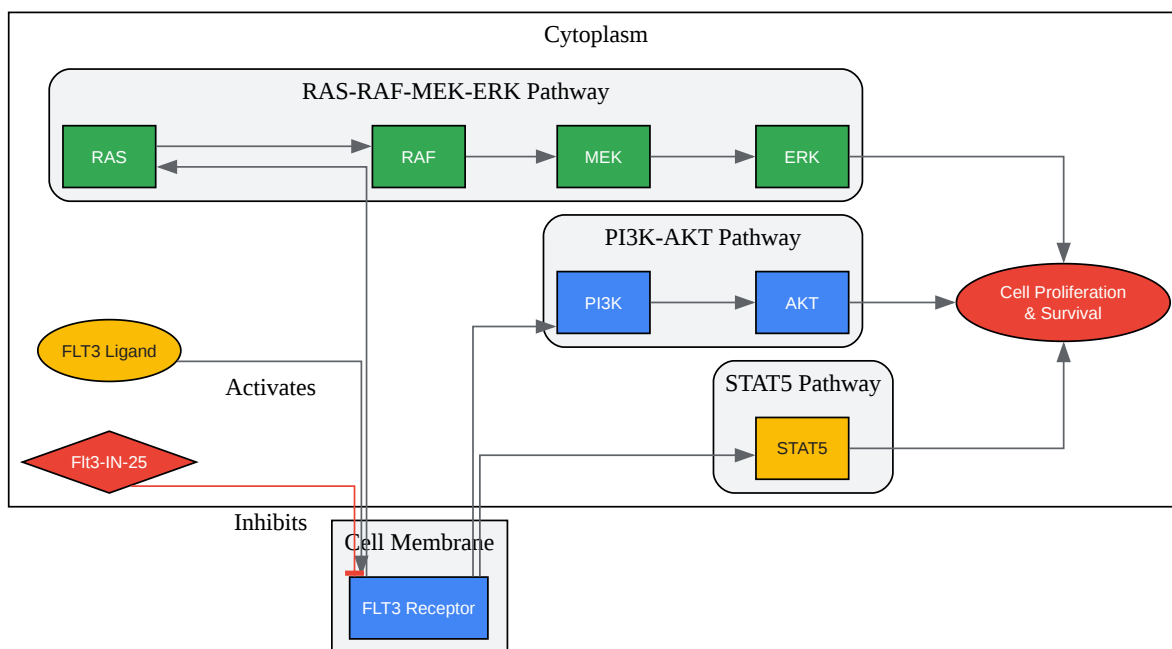 Cytoplasm
RAS-RAF-MEK-ERK Pathway
RAS
RAF
MEK
ERK
PI3K-AKT Pathway
PI3K
AKT
Cell Proliferation
& Survival
FLT3 Ligand
Activates
STAT5 Pathway
STAT5
Flt3-IN-25
Inhibits
Cell Membrane
FLT3 Receptor